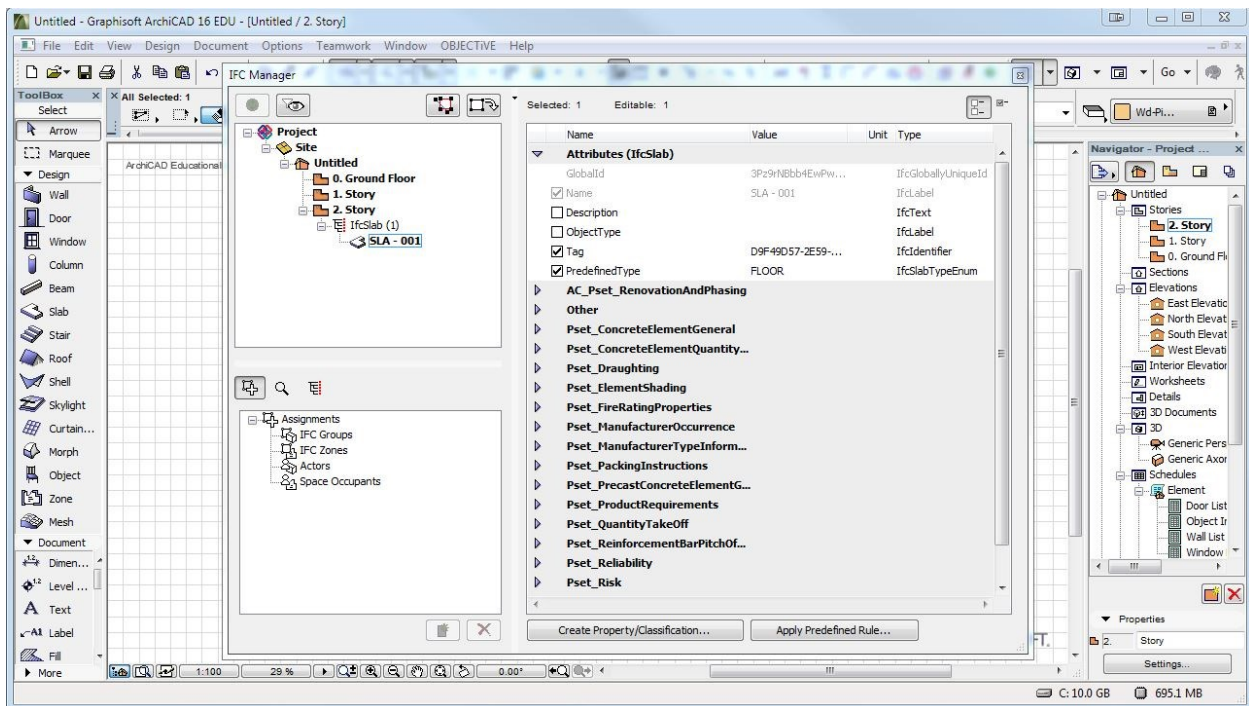 Untitled - Graphisoft ArchiCAD 16 EDU - [Untitled / 2. Story]
File Edit View Design Document Options Teamwork Window OBJECTiVE Help
Go
ToolBox
Select
Arrow
Marquee
Design
Wall
Door
Window
Column
Beam
Slab
Stair
Roof
Shell
Skylight
Curtain...
Morph
Object
Zone
Mesh
Document
Dimen...
Level ...
Text
A1 Label
Fill
More
All Selected: 1
ArchiCAD Educational
Wd-Pi...
IFC Manager
Project
Site
Untitled
0. Ground Floor
1. Story
2. Story
IfcSlab (1)
SLA - 001
Assignments
IFC Groups
IFC Zones
Actors
Space Occupants
Selected: 1 Editable: 1
Name Value Unit Type
Attributes (IfcSlab)
GlobalId 3Pz9rNBbb4EwPw... IfcGloballyUniqueId
Name SLA - 001 IfcLabel
Description IfcText
ObjectType IfcLabel
Tag D9F49D57-2E59-... IfcIdentifier
PredefinedType FLOOR IfcSlabTypeEnum
AC_Pset_RenovationAndPhasing
Other
Pset_ConcreteElementGeneral
Pset_ConcreteElementQuantity...
Pset_Draughting
Pset_ElementShading
Pset_FireRatingProperties
Pset_ManufacturerOccurrence
Pset_ManufacturerTypeInform...
Pset_PackingInstructions
Pset_PrecastConcreteElementG...
Pset_ProductRequirements
Pset_QuantityTakeOff
Pset_ReinforcementBarPitchOf...
Pset_Reliability
Pset_Risk
Create Property/Classification... Apply Predefined Rule...
Navigator - Project ...
Untitled
Stories
2. Story
1. Story
0. Ground Fl
Sections
Elevations
East Elevatio
North Elevat
South Elevat
West Elevati
Interior Elevation
Worksheets
Details
3D Documents
3D
Generic Pers
Generic Axor
Schedules
Element
Door List
Object Ir
Wall List
Window
Properties
2. Story
Settings...
1:100 29 % 0.00°
FT.
C: 10.0 GB 695.1 MB